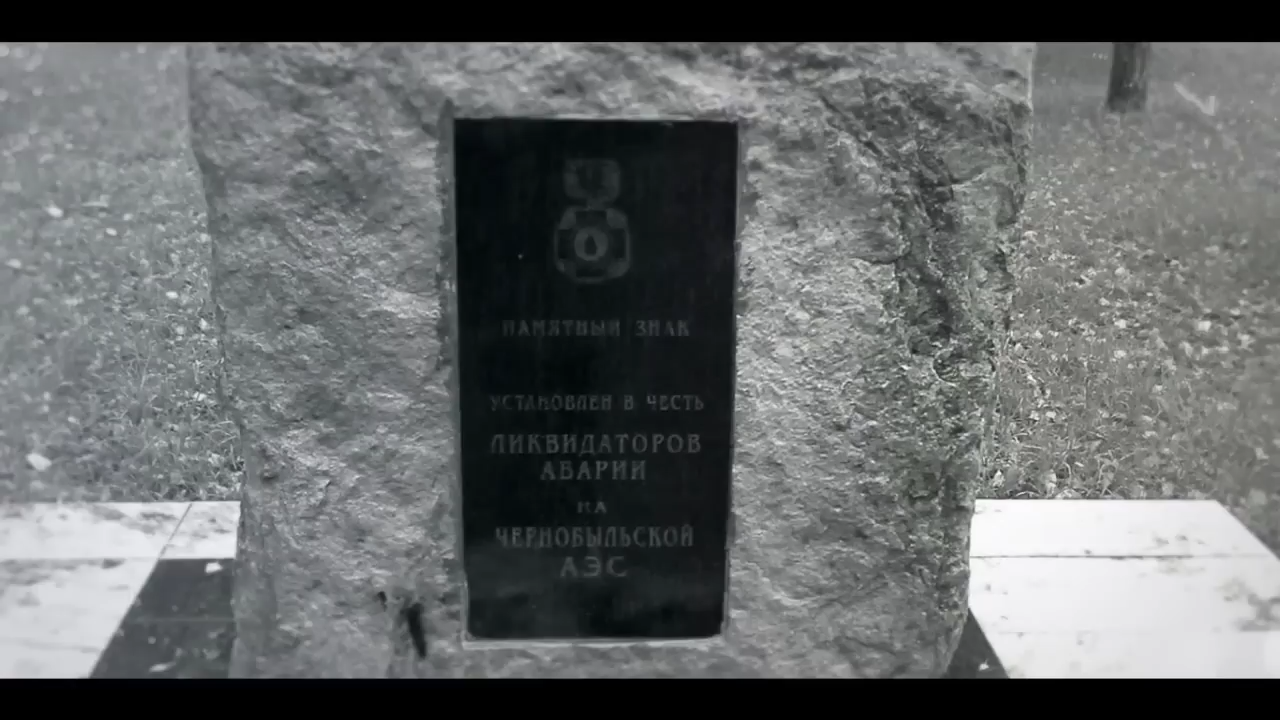 ПАМЯТНЫЙ ЗНАК
УСТАНОВЛЕН В ЧЕСТЬ
ЛИКВИДАТОРОВ
АВАРИИ
НА
ЧЕРНОБЫЛЬСКОЙ
АЭС